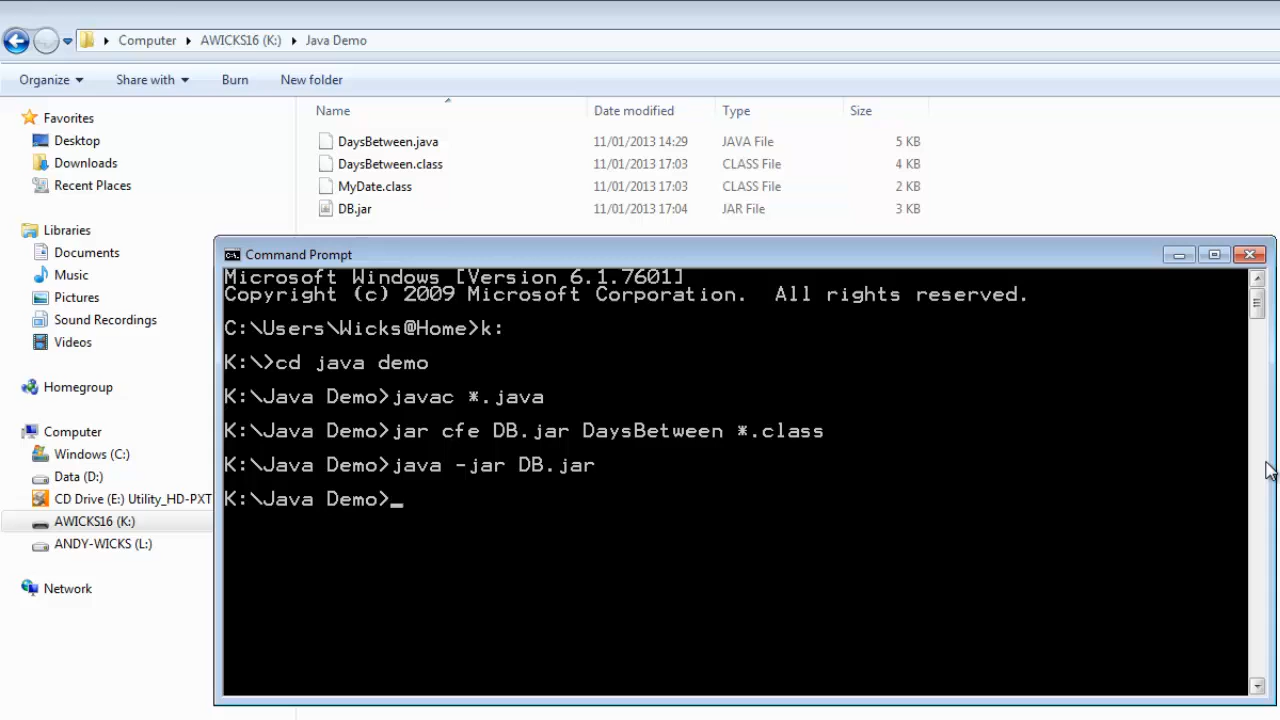 Computer AWICKS16 (K:) Java Demo
Organize Share with Burn New folder
Name Date modified Type Size
Favorites
Desktop
Downloads
Recent Places
Libraries
Documents
Music
Pictures
Sound Recordings
Videos
Homegroup
Computer
Windows (C:)
Data (D:)
CD Drive (E:) Utility_HD-PXT
AWICKS16 (K:)
ANDY-WICKS (L:)
Network
DaysBetween.java 11/01/2013 14:29 JAVA File 5 KB
DaysBetween.class 11/01/2013 17:03 CLASS File 4 KB
MyDate.class 11/01/2013 17:03 CLASS File 2 KB
DB.jar 11/01/2013 17:04 JAR File 3 KB
C:\. Command Prompt
Microsoft Windows [Version 6.1.7601]
Copyright (c) 2009 Microsoft Corporation. All rights reserved.
C:\Users\Wicks@Home>k:
K:\>cd java demo
K:\Java Demo>javac *.java
K:\Java Demo>jar cfe DB.jar DaysBetween *.class
K:\Java Demo>java -jar DB.jar
K:\Java Demo>_